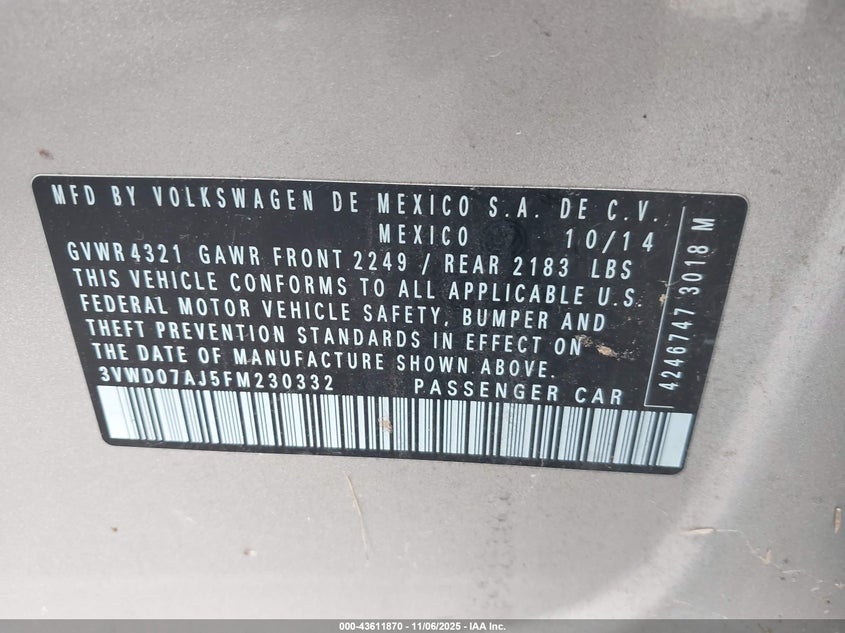 MFD BY VOLKSWAGEN DE MEXICO S.A. DE C.V.
MEXICO 10/14
GVWR 4321 GAWR FRONT 2249 / REAR 2183 LBS
THIS VEHICLE CONFORMS TO ALL APPLICABLE U.S.
FEDERAL MOTOR VEHICLE SAFETY, BUMPER AND
THEFT PREVENTION STANDARDS IN EFFECT ON
THE DATE OF MANUFACTURE SHOWN ABOVE.
3VWD07AJ5FM230332 PASSENGER CAR
4246747 3018 M
000-43611870 - 11/06/2025 - IAA Inc.